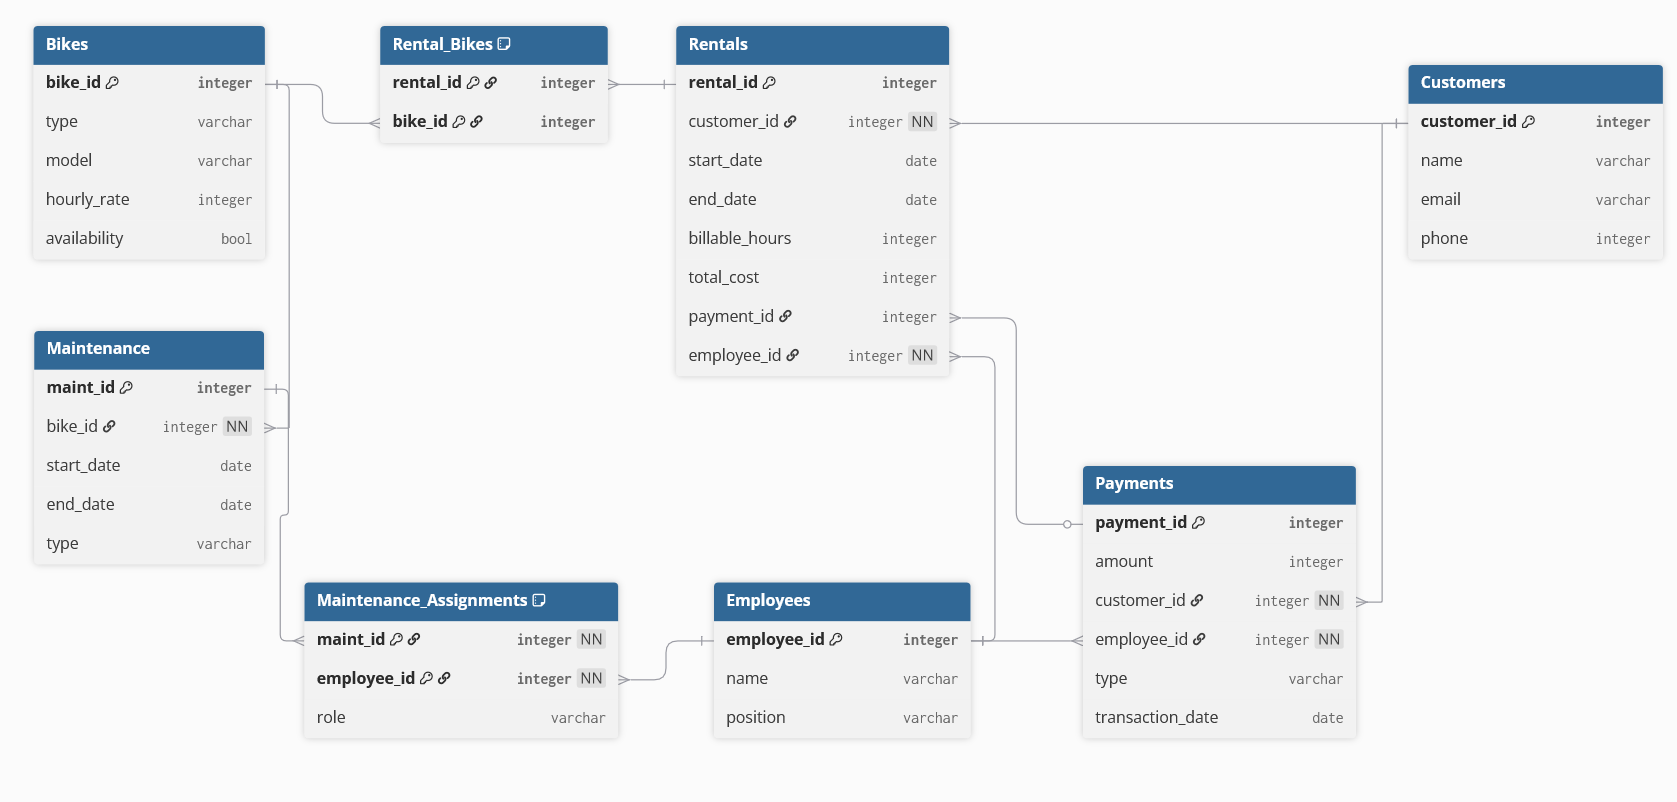 Bikes
bike_id integer
type varchar
model varchar
hourly_rate integer
availability bool
Rental_Bikes
rental_id integer
bike_id integer
Rentals
rental_id integer
customer_id integer NN
start_date date
end_date date
billable_hours integer
total_cost integer
payment_id integer
employee_id integer NN
Customers
customer_id integer
name varchar
email varchar
phone integer
Maintenance
maint_id integer
bike_id integer NN
start_date date
end_date date
type varchar
Maintenance_Assignments
maint_id integer NN
employee_id integer NN
role varchar
Employees
employee_id integer
name varchar
position varchar
Payments
payment_id integer
amount integer
customer_id integer NN
employee_id integer NN
type varchar
transaction_date date